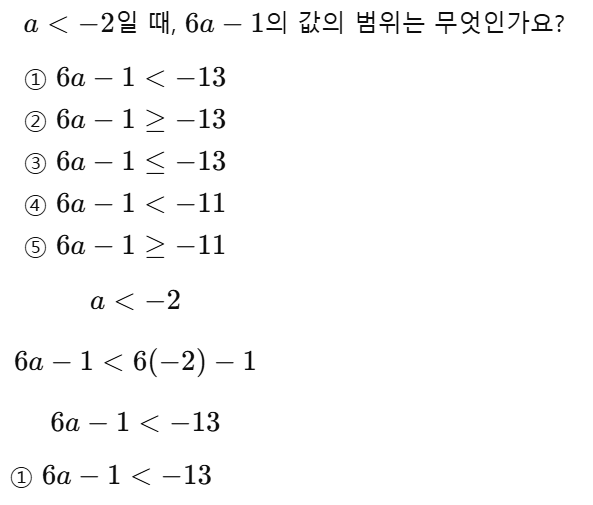 a < −2일 때, 6a − 1의 값의 범위는 무엇인가요?
① 6a − 1 < −13
② 6a − 1 ≥ −13
③ 6a − 1 ≤ −13
④ 6a − 1 < −11
⑤ 6a − 1 ≥ −11
a < −2
6a − 1 < 6(−2) − 1
6a − 1 < −13
① 6a − 1 < −13